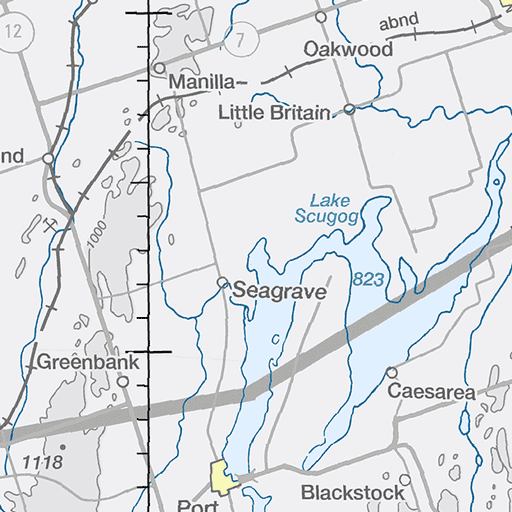 12
7
abnd
Oakwood
Manilla
Little Britain
nd
Lake
Scugog
1000
823
Seagrave
Greenbank
Caesarea
1118
Blackstock
Port